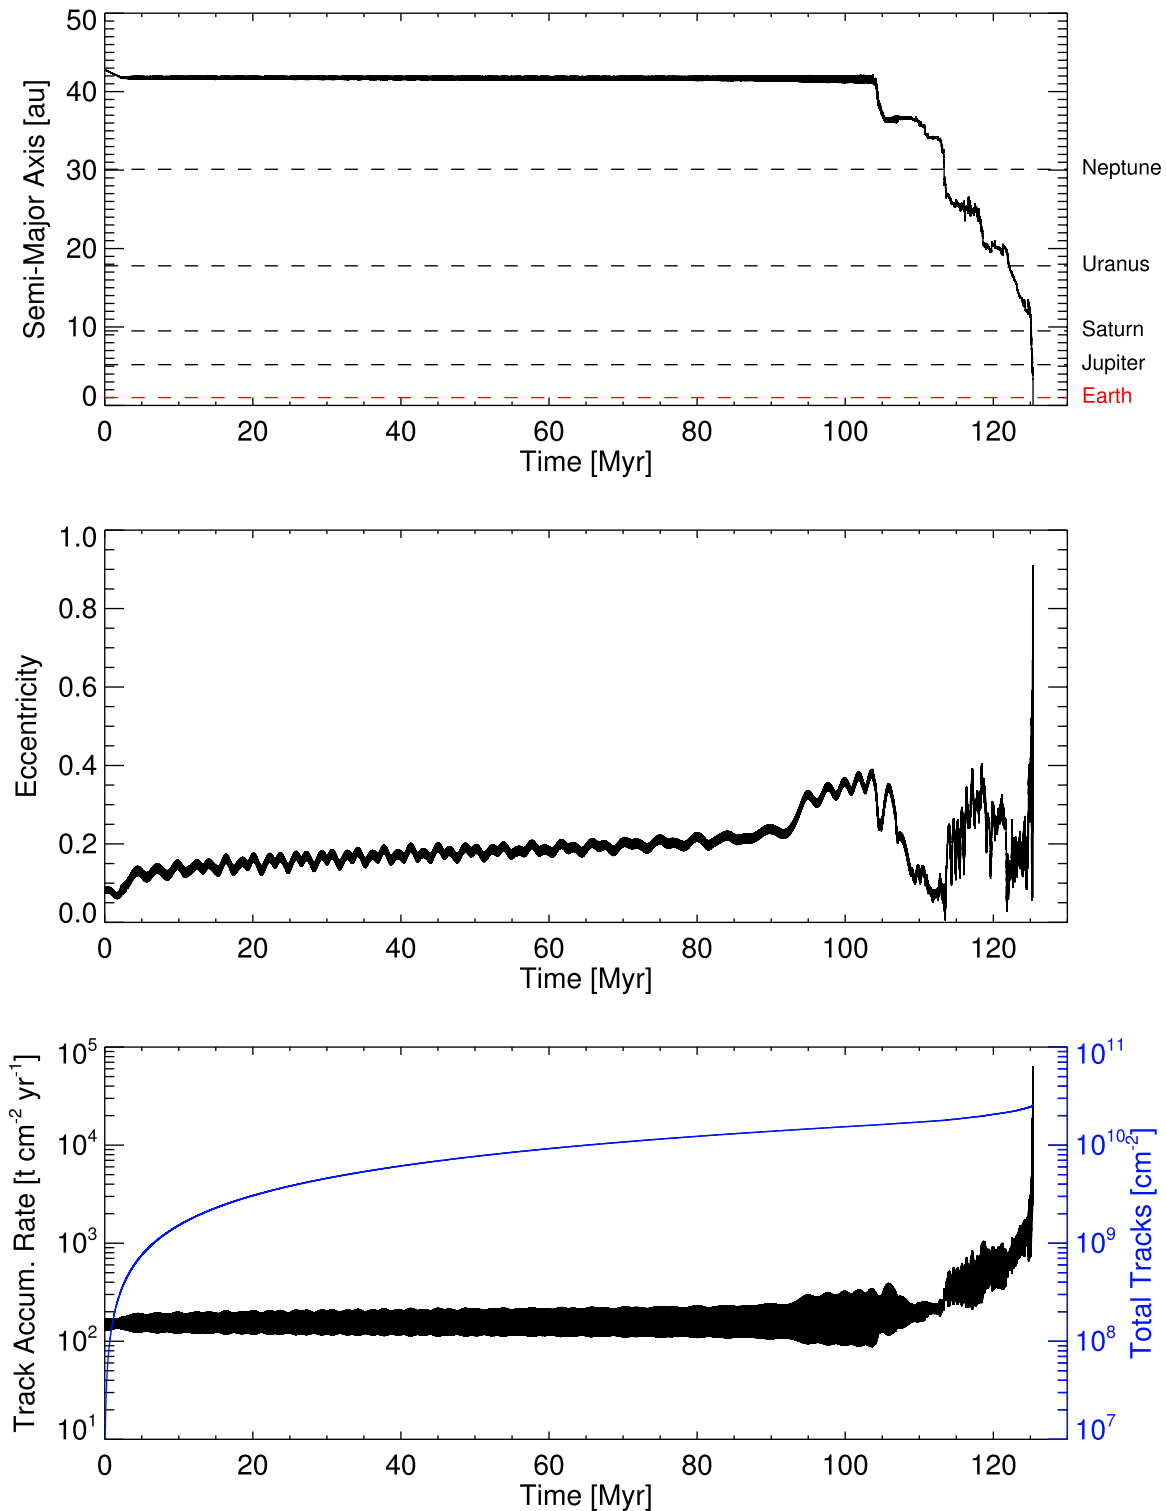 50
40
30
20
10
0
Semi-Major Axis [au]
Neptune
Uranus
Saturn
Jupiter
Earth
0 20 40 60 80 100 120
Time [Myr]
1.0
0.8
0.6
0.4
0.2
0.0
Eccentricity
0 20 40 60 80 100 120
Time [Myr]
10^5
10^4
10^3
10^2
10^1
Track Accum. Rate [t cm^-2 yr^-1]
10^11
10^10
10^9
10^8
10^7
Total Tracks [cm^-2]
0 20 40 60 80 100 120
Time [Myr]